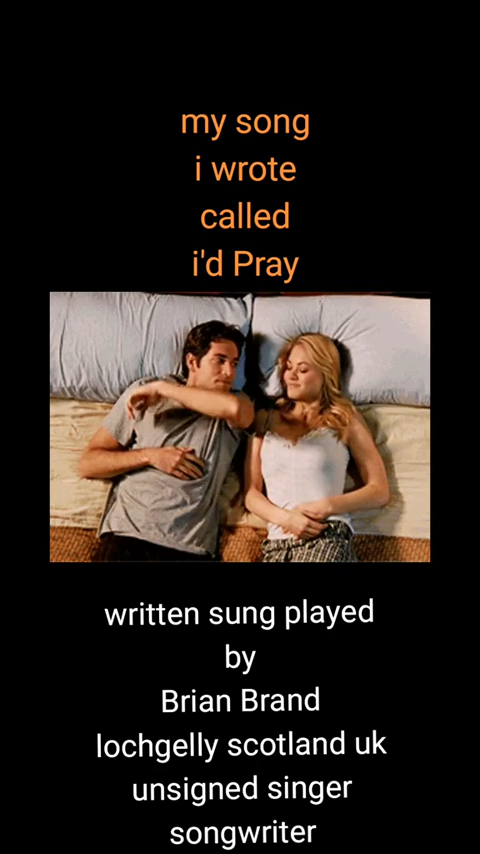 my song
i wrote
called
i'd Pray
written sung played
by
Brian Brand
lochgelly scotland uk
unsigned singer
songwriter